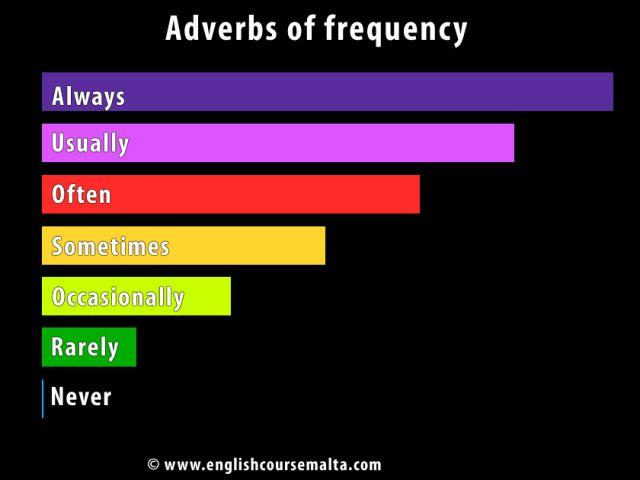 Adverbs of frequency
Always
Usually
Often
Sometimes
Occasionally
Rarely
Never
© www.englishcoursemalta.com